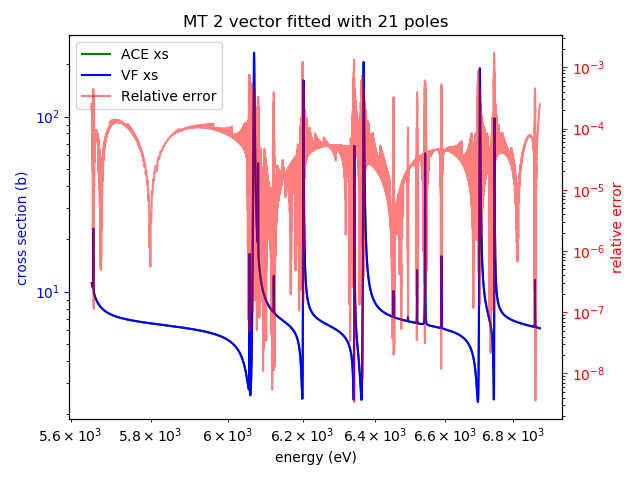 MT 2 vector fitted with 21 poles
ACE xs
VF xs
Relative error
cross section (b)
10²
10¹
relative error
10⁻³
10⁻⁴
10⁻⁵
10⁻⁶
10⁻⁷
10⁻⁸
5.6 × 10³ 5.8 × 10³ 6 × 10³ 6.2 × 10³ 6.4 × 10³ 6.6 × 10³ 6.8 × 10³
energy (eV)